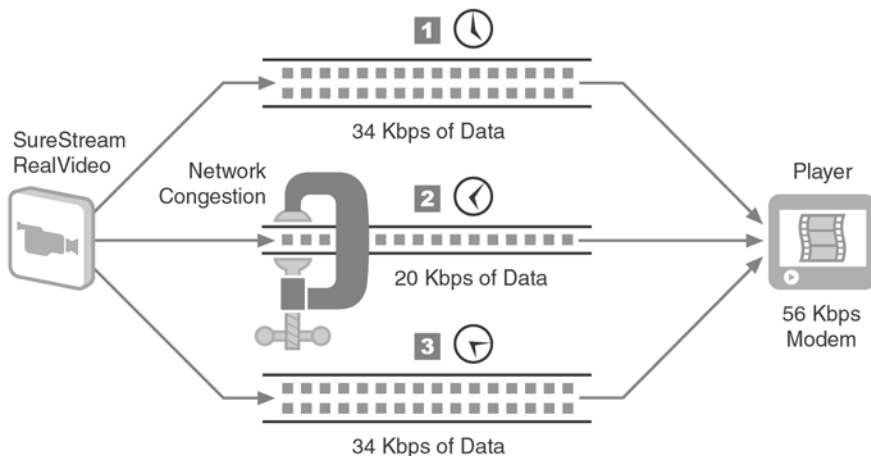 1
34 Kbps of Data
SureStream
RealVideo
Network
Congestion
2
20 Kbps of Data
Player
56 Kbps
Modem
3
34 Kbps of Data